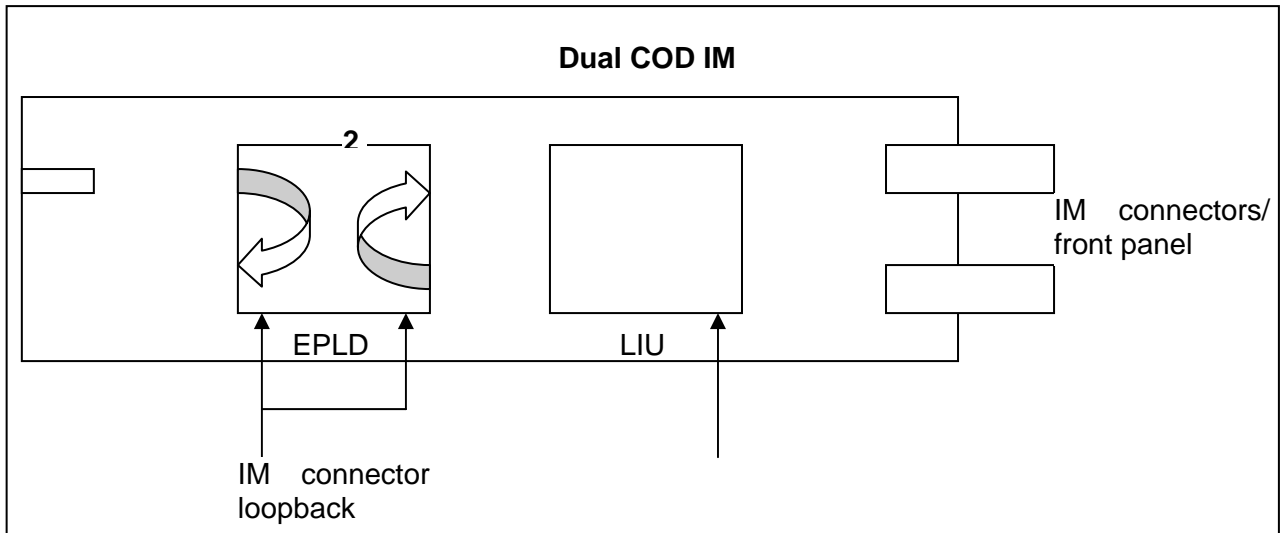 Dual COD IM
2
IM connectors/
front panel
EPLD
LIU
IM connector
loopback